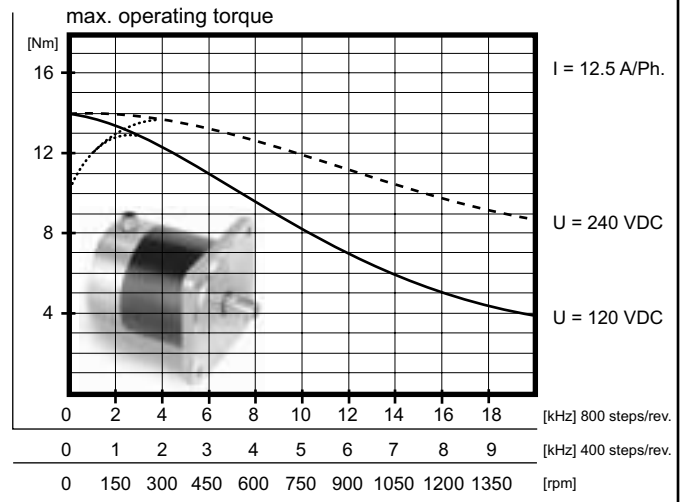 max. operating torque
[Nm]
16
12
8
4
I = 12.5 A/Ph.
U = 240 VDC
U = 120 VDC
0 2 4 6 8 10 12 14 16 18 [kHz] 800 steps/rev.
0 1 2 3 4 5 6 7 8 9 [kHz] 400 steps/rev.
0 150 300 450 600 750 900 1050 1200 1350 [rpm]